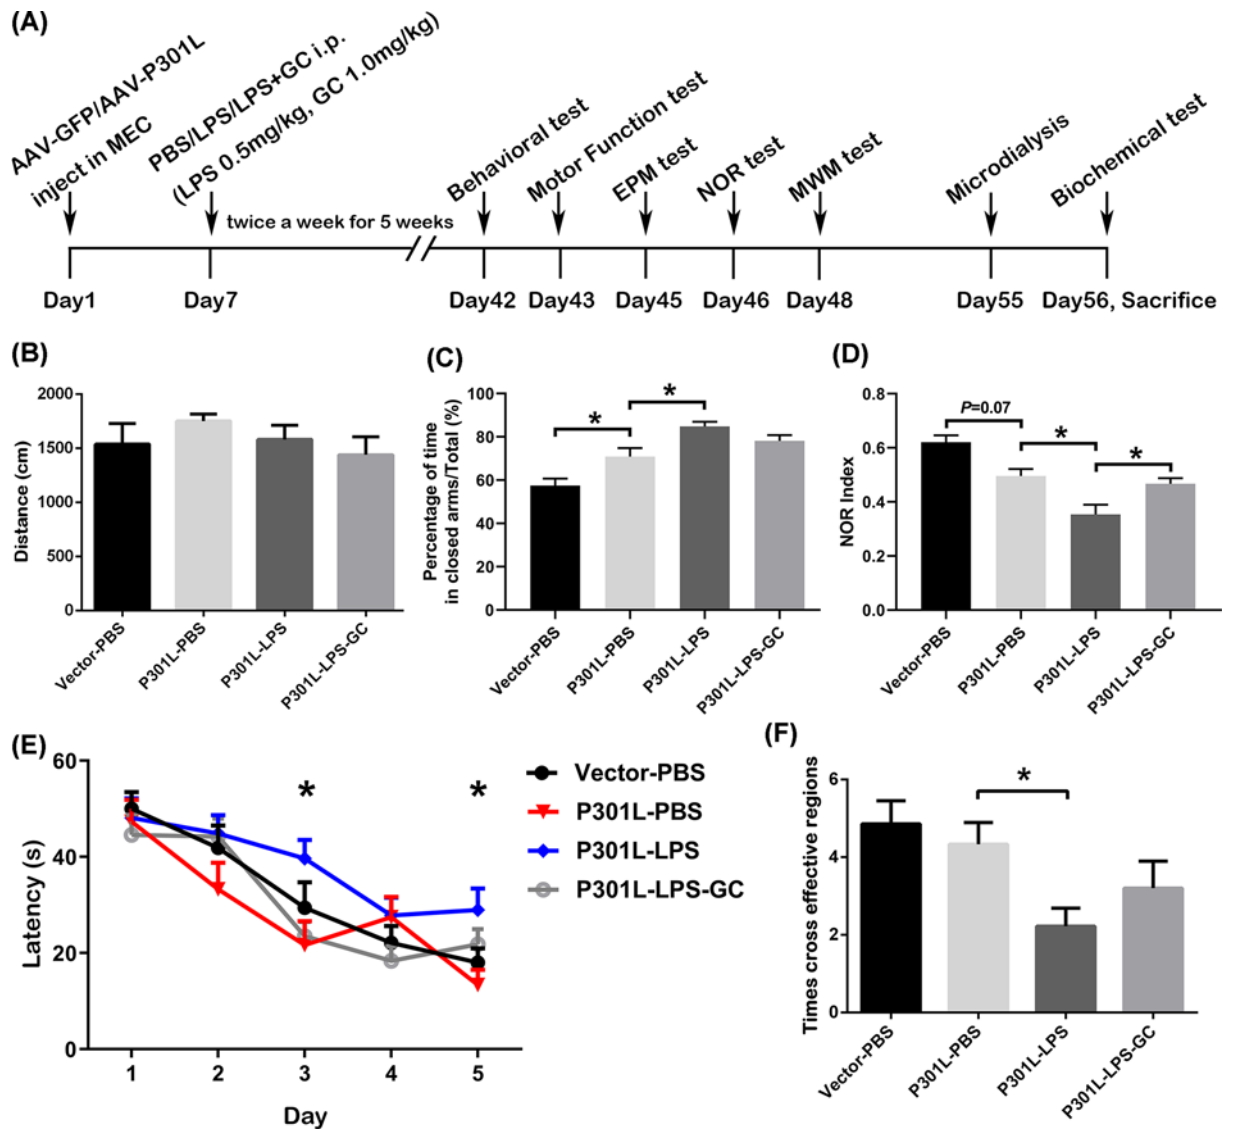 (A)
AAV-GFP/AAV-P301L
inject in MEC
PBS/LPS/LPS+GC i.p.
(LPS 0.5mg/kg, GC 1.0mg/kg)
twice a week for 5 weeks
Behavioral test
Motor Function test
EPM test
NOR test
MWM test
Microdialysis
Biochemical test
Day1
Day7
Day42
Day43
Day45
Day46
Day48
Day55
Day56, Sacrifice
(B)
Distance (cm)
2000
1500
1000
500
0
Vector-PBS
P301L-PBS
P301L-LPS
P301L-LPS-GC
(C)
Percentage of time
in closed arms/Total (%)
100
80
60
40
20
0
*
*
Vector-PBS
P301L-PBS
P301L-LPS
P301L-LPS-GC
(D)
NOR Index
0.8
0.6
0.4
0.2
0.0
P=0.07
*
*
Vector-PBS
P301L-PBS
P301L-LPS
P301L-LPS-GC
(E)
Latency (s)
60
40
20
0
*
*
1
2
3
4
5
Day
Vector-PBS
P301L-PBS
P301L-LPS
P301L-LPS-GC
(F)
Times cross effective regions
6
4
2
0
*
Vector-PBS
P301L-PBS
P301L-LPS
P301L-LPS-GC